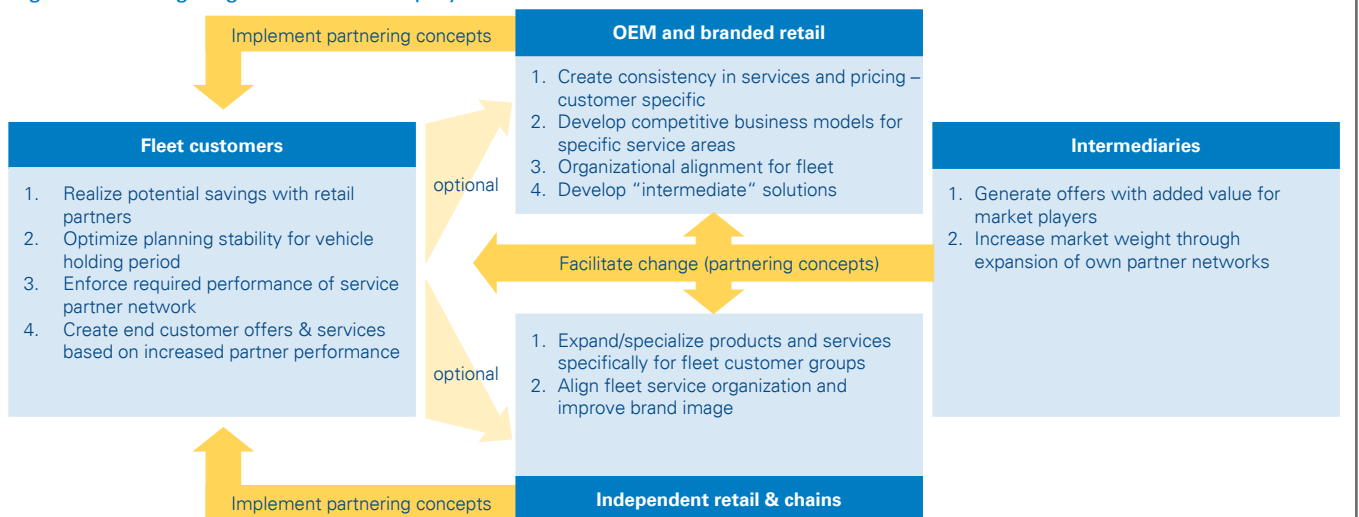 Implement partnering concepts
OEM and branded retail
1. Create consistency in services and pricing –
customer specific
2. Develop competitive business models for
specific service areas
3. Organizational alignment for fleet
4. Develop “intermediate” solutions
Fleet customers
1. Realize potential savings with retail
partners
2. Optimize planning stability for vehicle
holding period
3. Enforce required performance of service
partner network
4. Create end customer offers & services
based on increased partner performance
optional
optional
Facilitate change (partnering concepts)
Intermediaries
1. Generate offers with added value for
market players
2. Increase market weight through
expansion of own partner networks
1. Expand/specialize products and services
specifically for fleet customer groups
2. Align fleet service organization and
improve brand image
Implement partnering concepts
Independent retail & chains